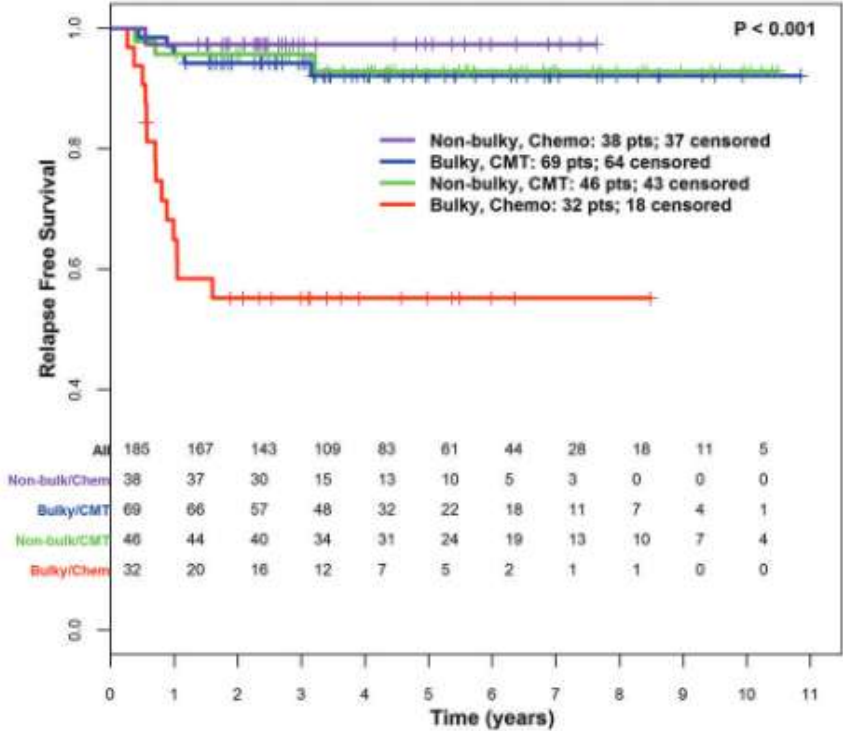 P < 0.001
Non-bulky, Chemo: 38 pts; 37 censored
Bulky, CMT: 69 pts; 64 censored
Non-bulky, CMT: 46 pts; 43 censored
Bulky, Chemo: 32 pts; 18 censored
Relapse Free Survival
1.0
0.8
0.6
0.4
0.0
All 185 167 143 109 83 61 44 28 18 11 5
Non-bulk/Chem 38 37 30 15 13 10 5 3 0 0 0
Bulky/CMT 69 66 57 48 32 22 18 11 7 4 1
Non-bulk/CMT 46 44 40 34 31 24 19 13 10 7 4
Bulky/Chem 32 20 16 12 7 5 2 1 1 0 0
0 1 2 3 4 5 6 7 8 9 10 11
Time (years)